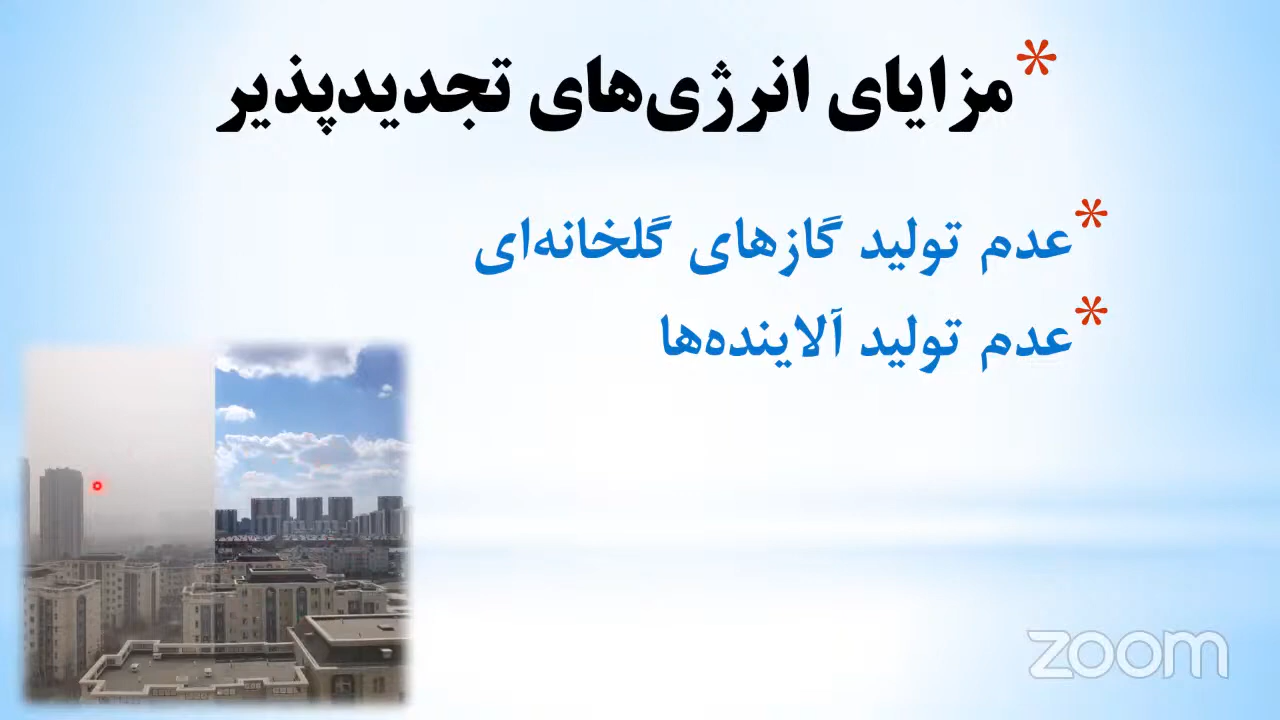 *مزایای انرژی‌های تجدیدپذیر
*عدم تولید گازهای گلخانه‌ای
*عدم تولید آلاینده‌ها
zoom